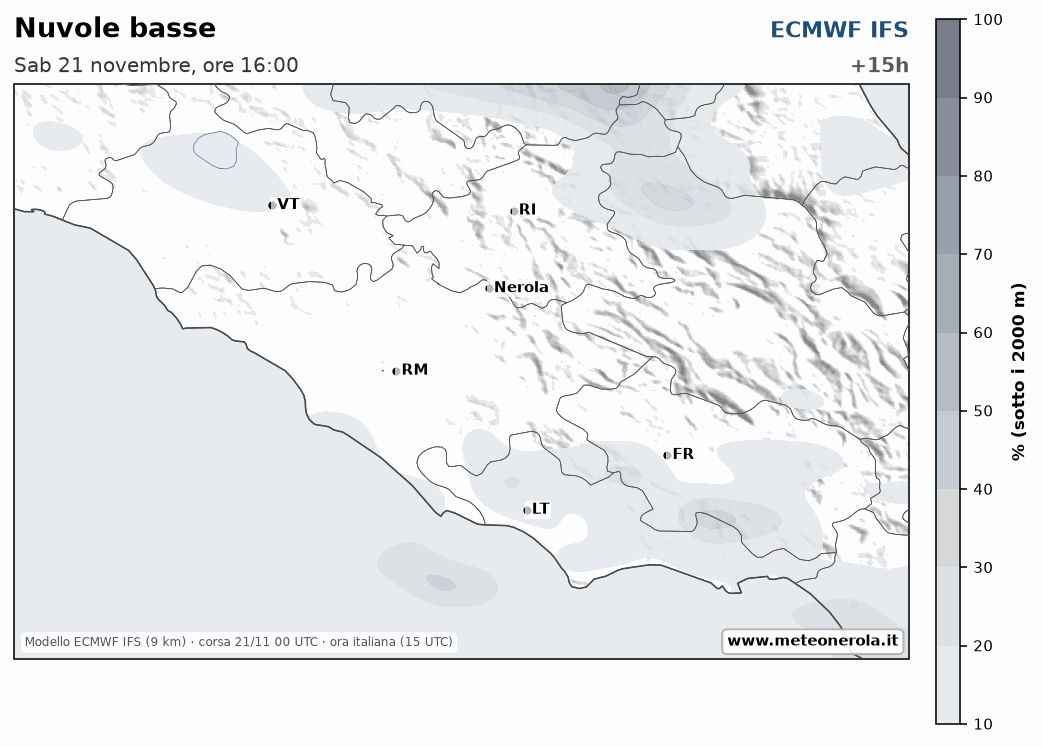 Nuvole basse
ECMWF IFS
Sab 21 novembre, ore 16:00
+15h
VT
RI
Nerola
RM
FR
LT
Modello ECMWF IFS (9 km) · corsa 21/11 00 UTC · ora italiana (15 UTC)
www.meteonerola.it
100
90
80
70
60
50
40
30
20
10
% (sotto i 2000 m)